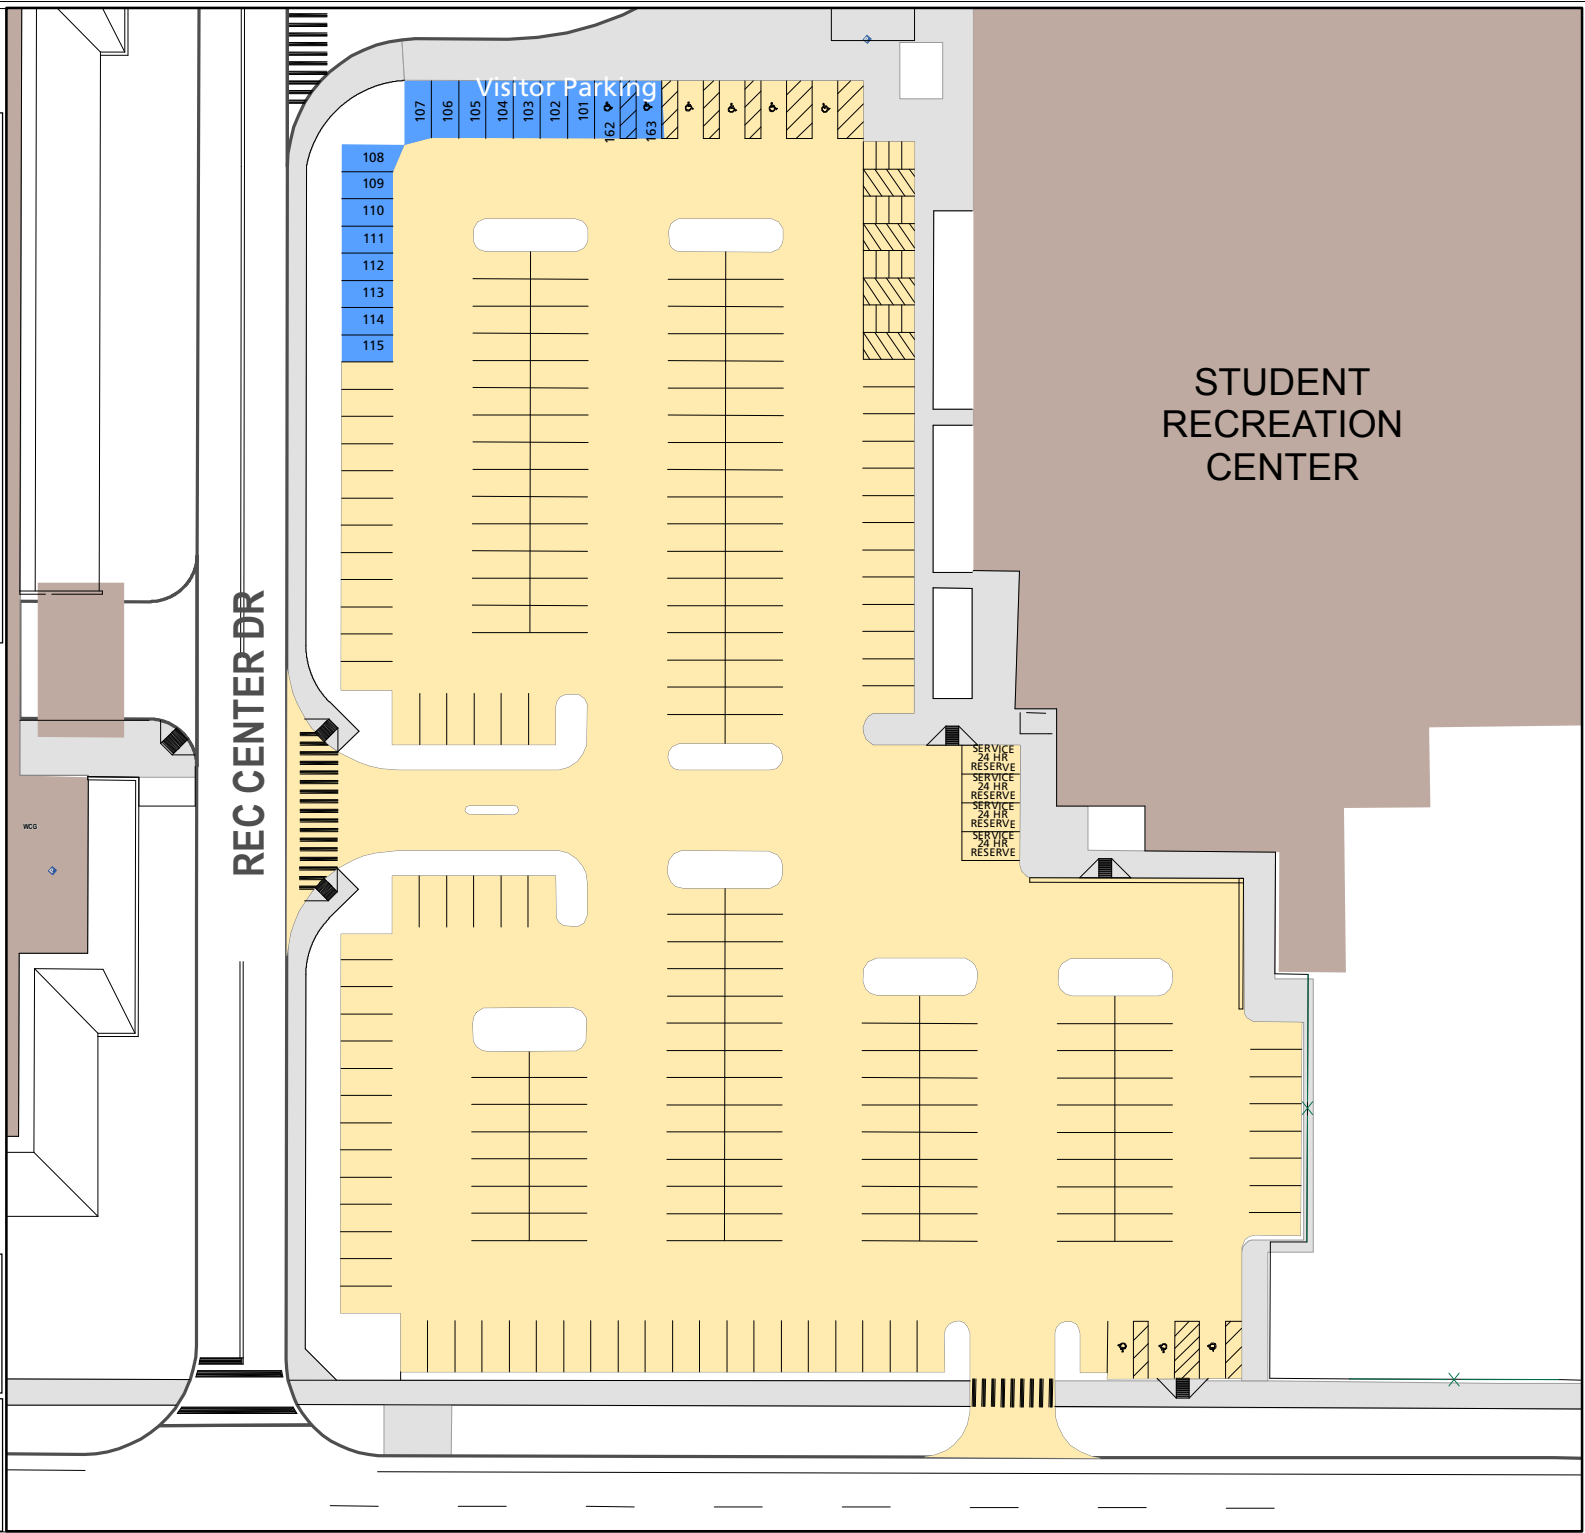 Visitor Parking
107
106
105
104
103
102
101
162
163
108
109
110
111
112
113
114
115
STUDENT
RECREATION
CENTER
REC CENTER DR
SERVICE
24 HR
RESERVE
SERVICE
24 HR
RESERVE
SERVICE
24 HR
RESERVE
SERVICE
24 HR
RESERVE
WCG